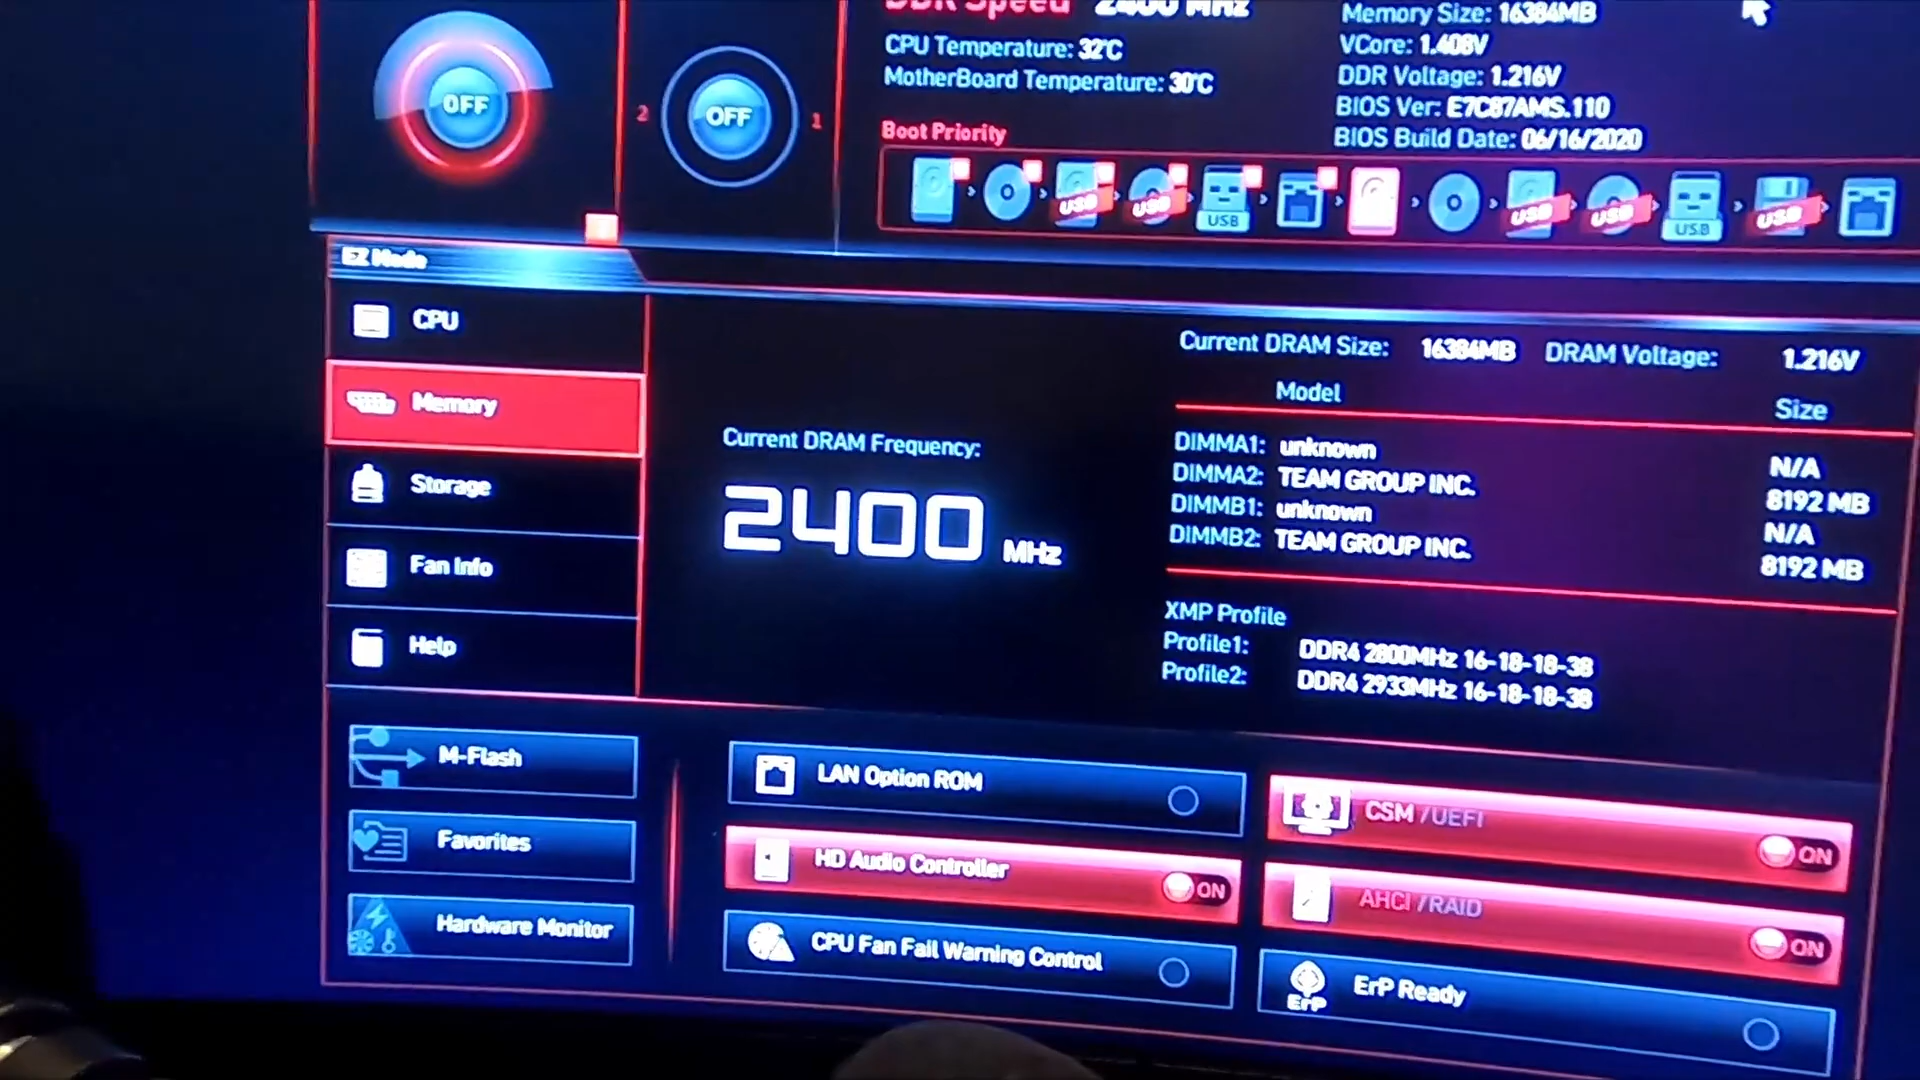 DDR Speed 2400 MHz
CPU Temperature: 32°C
MotherBoard Temperature: 30°C
Memory Size: 16384MB
VCore: 1.408V
DDR Voltage: 1.216V
BIOS Ver: E7C87AMS.110
BIOS Build Date: 06/16/2020
OFF
2 OFF 1
Boot Priority
USB USB USB USB USB USB USB
EZ Mode
CPU
Memory
Storage
Fan Info
Help
Current DRAM Frequency:
2400 MHz
Current DRAM Size: 16384MB DRAM Voltage: 1.216V
Model Size
DIMMA1: unknown N/A
DIMMA2: TEAM GROUP INC. 8192 MB
DIMMB1: unknown N/A
DIMMB2: TEAM GROUP INC. 8192 MB
XMP Profile
Profile1: DDR4 2800MHz 16-18-18-38
Profile2: DDR4 2933MHz 16-18-18-38
M-Flash
Favorites
Hardware Monitor
LAN Option ROM
HD Audio Controller ON
CPU Fan Fail Warning Control
CSM /UEFI ON
AHCI /RAID ON
ErP ErP Ready